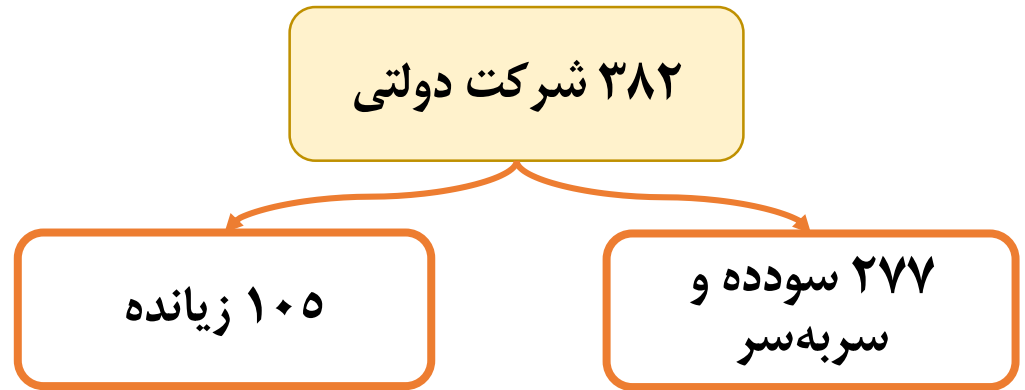 ۳۸۲ شرکت دولتی
۲۷۷ سودده و
سربه‌سر
۱۰۵ زیانده